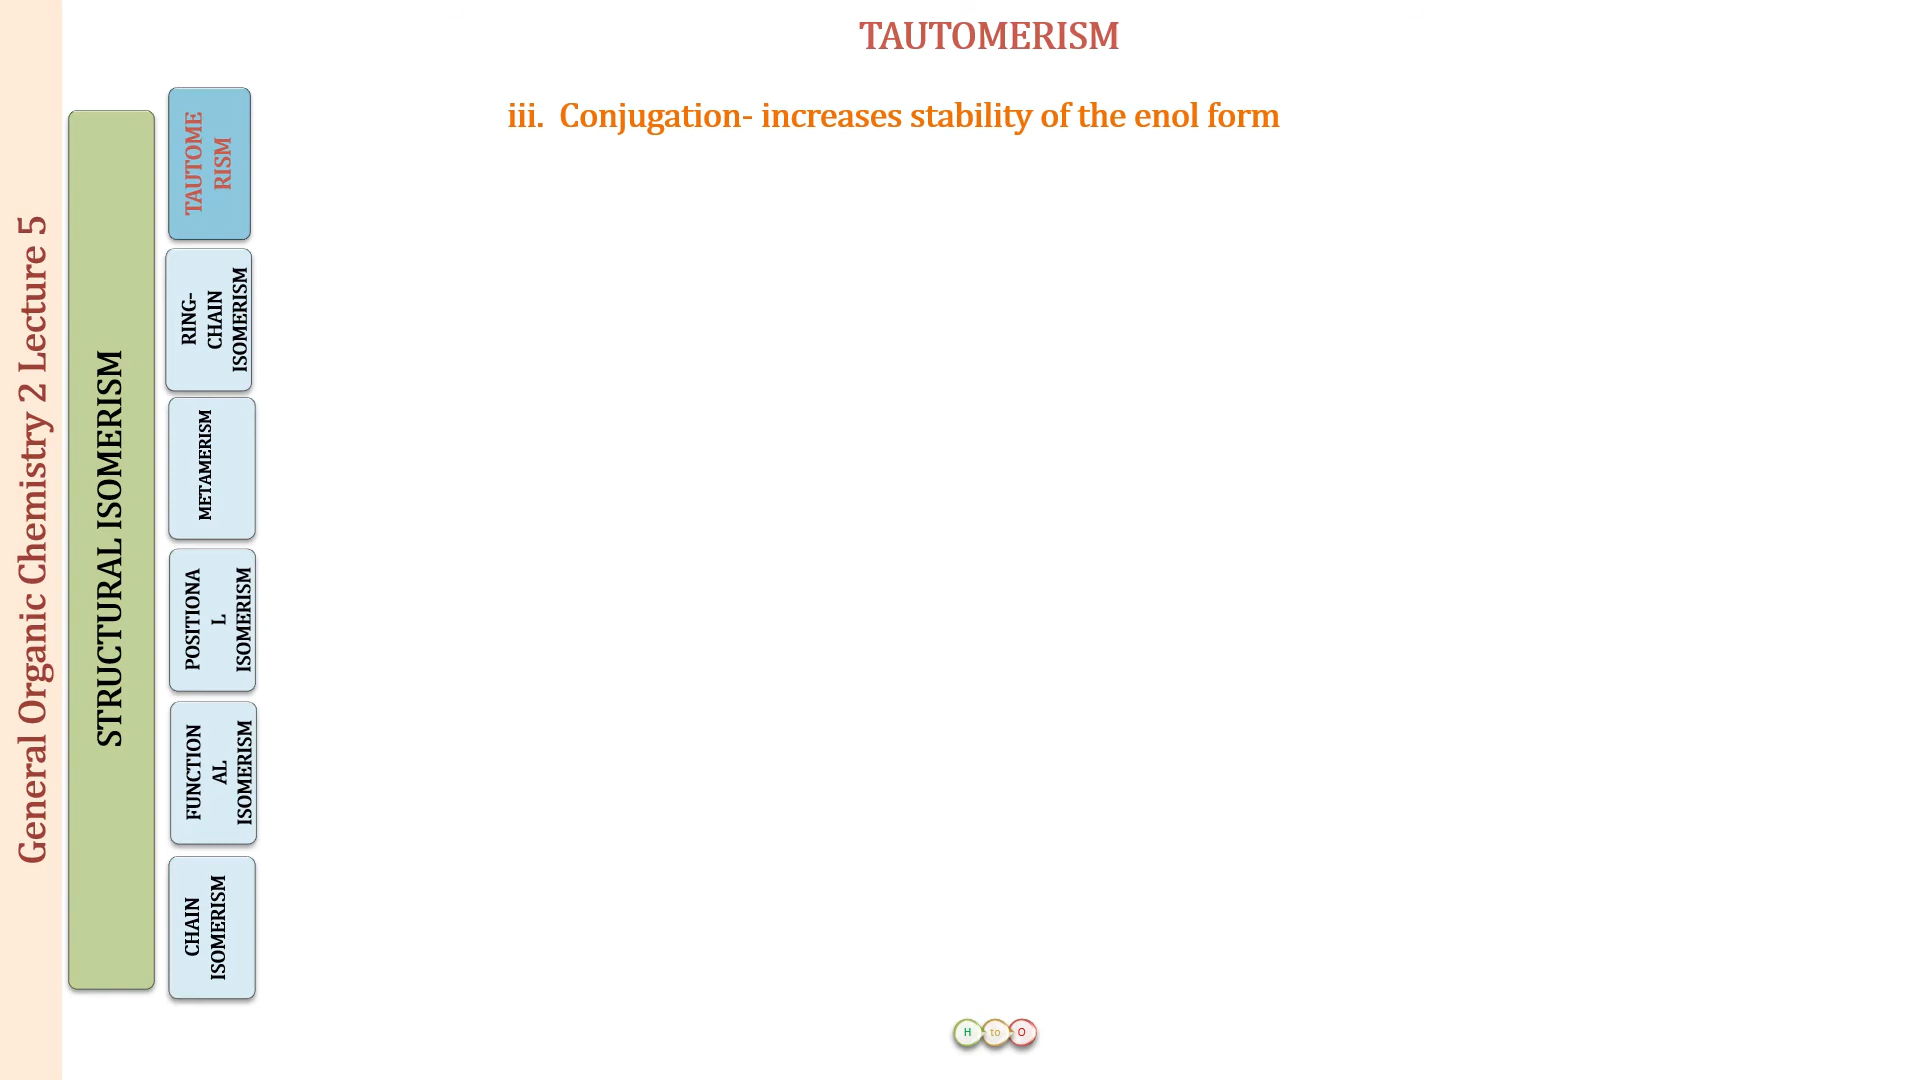 TAUTOMERISM
iii. Conjugation- increases stability of the enol form
General Organic Chemistry 2 Lecture 5
STRUCTURAL ISOMERISM
TAUTOME
RISM
RING-
CHAIN
ISOMERISM
METAMERISM
POSITIONA
L
ISOMERISM
FUNCTION
AL
ISOMERISM
CHAIN
ISOMERISM
H to O